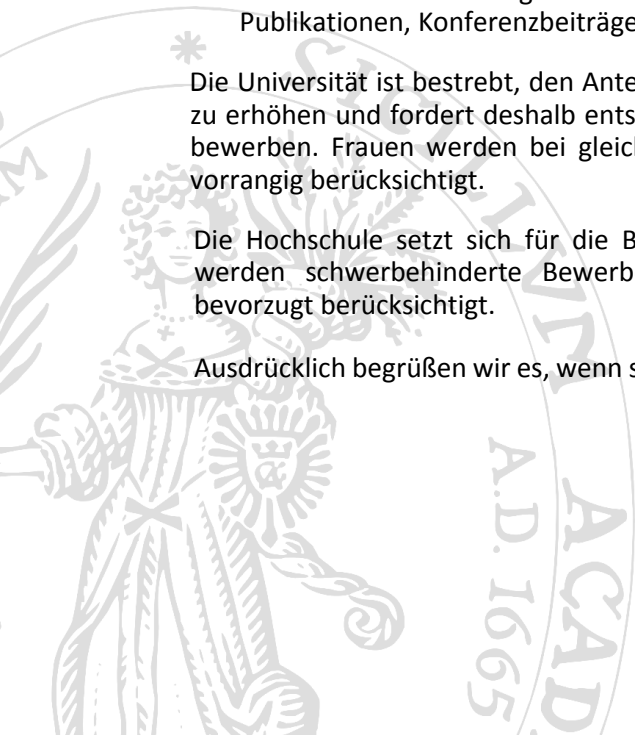 Publikationen, Konferenzbeiträge
Die Universität ist bestrebt, den Ante
zu erhöhen und fordert deshalb ents
bewerben. Frauen werden bei gleich
vorrangig berücksichtigt.
Die Hochschule setzt sich für die B
werden schwerbehinderte Bewerb
bevorzugt berücksichtigt.
Ausdrücklich begrüßen wir es, wenn s
SIGILLVM ACAD.
A.D. 1665